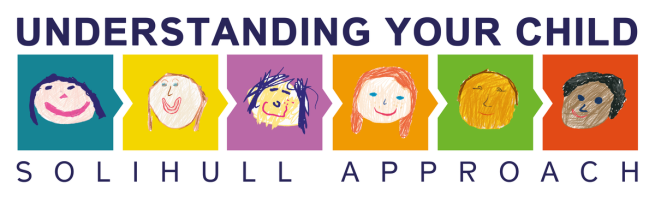 UNDERSTANDING YOUR CHILD
SOLIHULL APPROACH